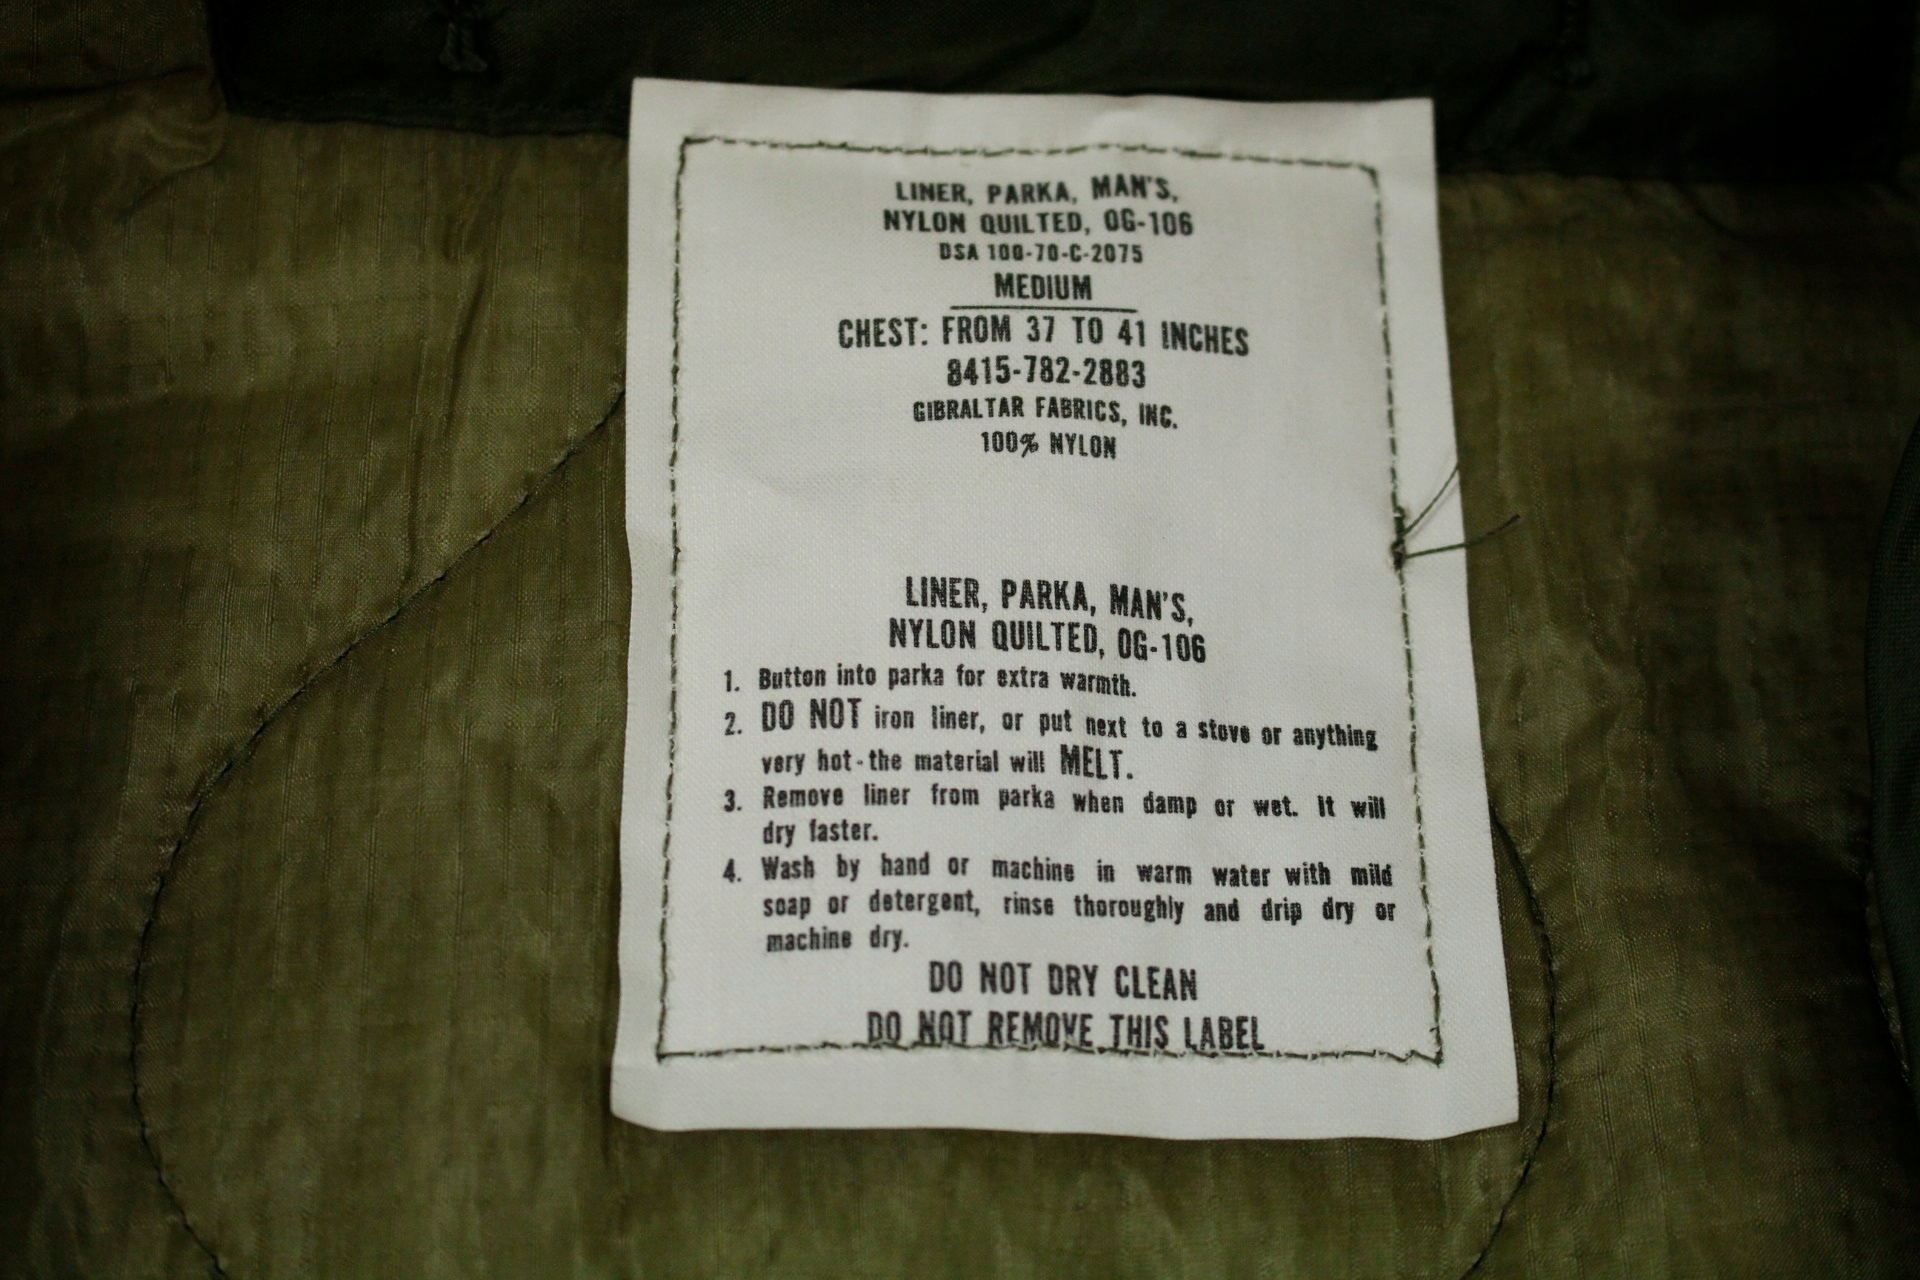 LINER, PARKA, MAN'S,
NYLON QUILTED, OG-106
DSA 100-70-C-2075
MEDIUM
CHEST: FROM 37 TO 41 INCHES
8415-782-2883
GIBRALTAR FABRICS, INC.
100% NYLON
LINER, PARKA, MAN'S,
NYLON QUILTED, OG-106
1. Button into parka for extra warmth.
2. DO NOT iron liner, or put next to a stove or anything
very hot-the material will MELT.
3. Remove liner from parka when damp or wet. It will
dry faster.
4. Wash by hand or machine in warm water with mild
soap or detergent, rinse thoroughly and drip dry or
machine dry.
DO NOT DRY CLEAN
DO NOT REMOVE THIS LABEL